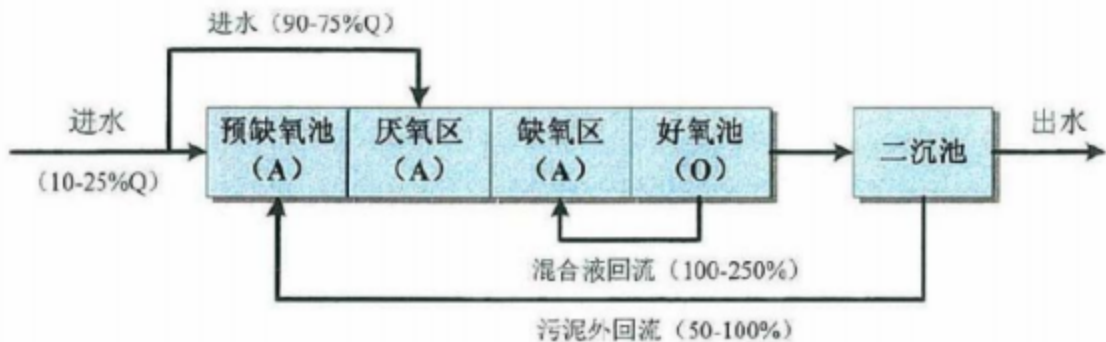 进水（90-75%Q）
进水
（10-25%Q）
预缺氧池
（A）
厌氧区
（A）
缺氧区
（A）
好氧池
（O）
二沉池
出水
混合液回流（100-250%）
污泥外回流（50-100%）